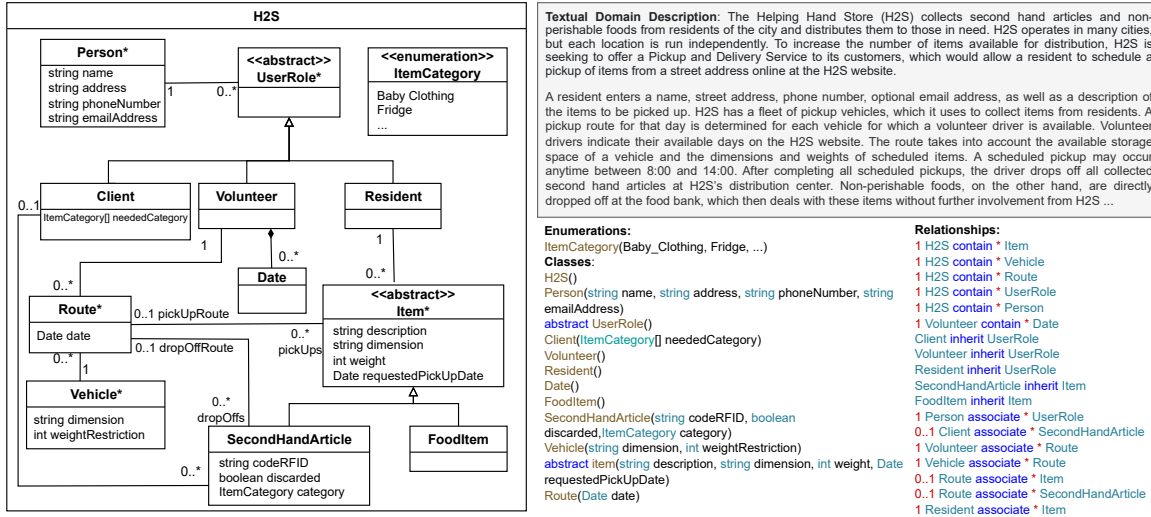 H2S
Person*
string name
string address
string phoneNumber
string emailAddress
1
0..*
<<abstract>>
UserRole*
<<enumeration>>
ItemCategory
Baby Clothing
Fridge
...
Client
ItemCategory[] neededCategory
0..1
Volunteer
1
Resident
1
0..*
Date
0..*
0..*
Route*
Date date
0..1 pickUpRoute
0..*
pickUps
0..1 dropOffRoute
<<abstract>>
Item*
string description
string dimension
int weight
Date requestedPickUpDate
0..*
1
Vehicle*
string dimension
int weightRestriction
0..*
dropOffs
SecondHandArticle
string codeRFID
boolean discarded
ItemCategory category
0..*
FoodItem
Textual Domain Description: The Helping Hand Store (H2S) collects second hand articles and non-
perishable foods from residents of the city and distributes them to those in need. H2S operates in many cities,
but each location is run independently. To increase the number of items available for distribution, H2S is
seeking to offer a Pickup and Delivery Service to its customers, which would allow a resident to schedule a
pickup of items from a street address online at the H2S website.
A resident enters a name, street address, phone number, optional email address, as well as a description of
the items to be picked up. H2S has a fleet of pickup vehicles, which it uses to collect items from residents. A
pickup route for that day is determined for each vehicle for which a volunteer driver is available. Volunteer
drivers indicate their available days on the H2S website. The route takes into account the available storage
space of a vehicle and the dimensions and weights of scheduled items. A scheduled pickup may occur
anytime between 8:00 and 14:00. After completing all scheduled pickups, the driver drops off all collected
second hand articles at H2S's distribution center. Non-perishable foods, on the other hand, are directly
dropped off at the food bank, which then deals with these items without further involvement from H2S ...
Enumerations:
ItemCategory(Baby_Clothing, Fridge, ...)
Classes:
H2S()
Person(string name, string address, string phoneNumber, string
emailAddress)
abstract UserRole()
Client(ItemCategory[] neededCategory)
Volunteer()
Resident()
Date()
FoodItem()
SecondHandArticle(string codeRFID, boolean
discarded,ItemCategory category)
Vehicle(string dimension, int weightRestriction)
abstract item(string description, string dimension, int weight, Date
requestedPickUpDate)
Route(Date date)
Relationships:
1 H2S contain * Item
1 H2S contain * Vehicle
1 H2S contain * Route
1 H2S contain * UserRole
1 H2S contain * Person
1 Volunteer contain * Date
Client inherit UserRole
Volunteer inherit UserRole
Resident inherit UserRole
SecondHandArticle inherit Item
FoodItem inherit Item
1 Person associate * UserRole
0..1 Client associate * SecondHandArticle
1 Volunteer associate * Route
1 Vehicle associate * Route
0..1 Route associate * Item
0..1 Route associate * SecondHandArticle
1 Resident associate * Item